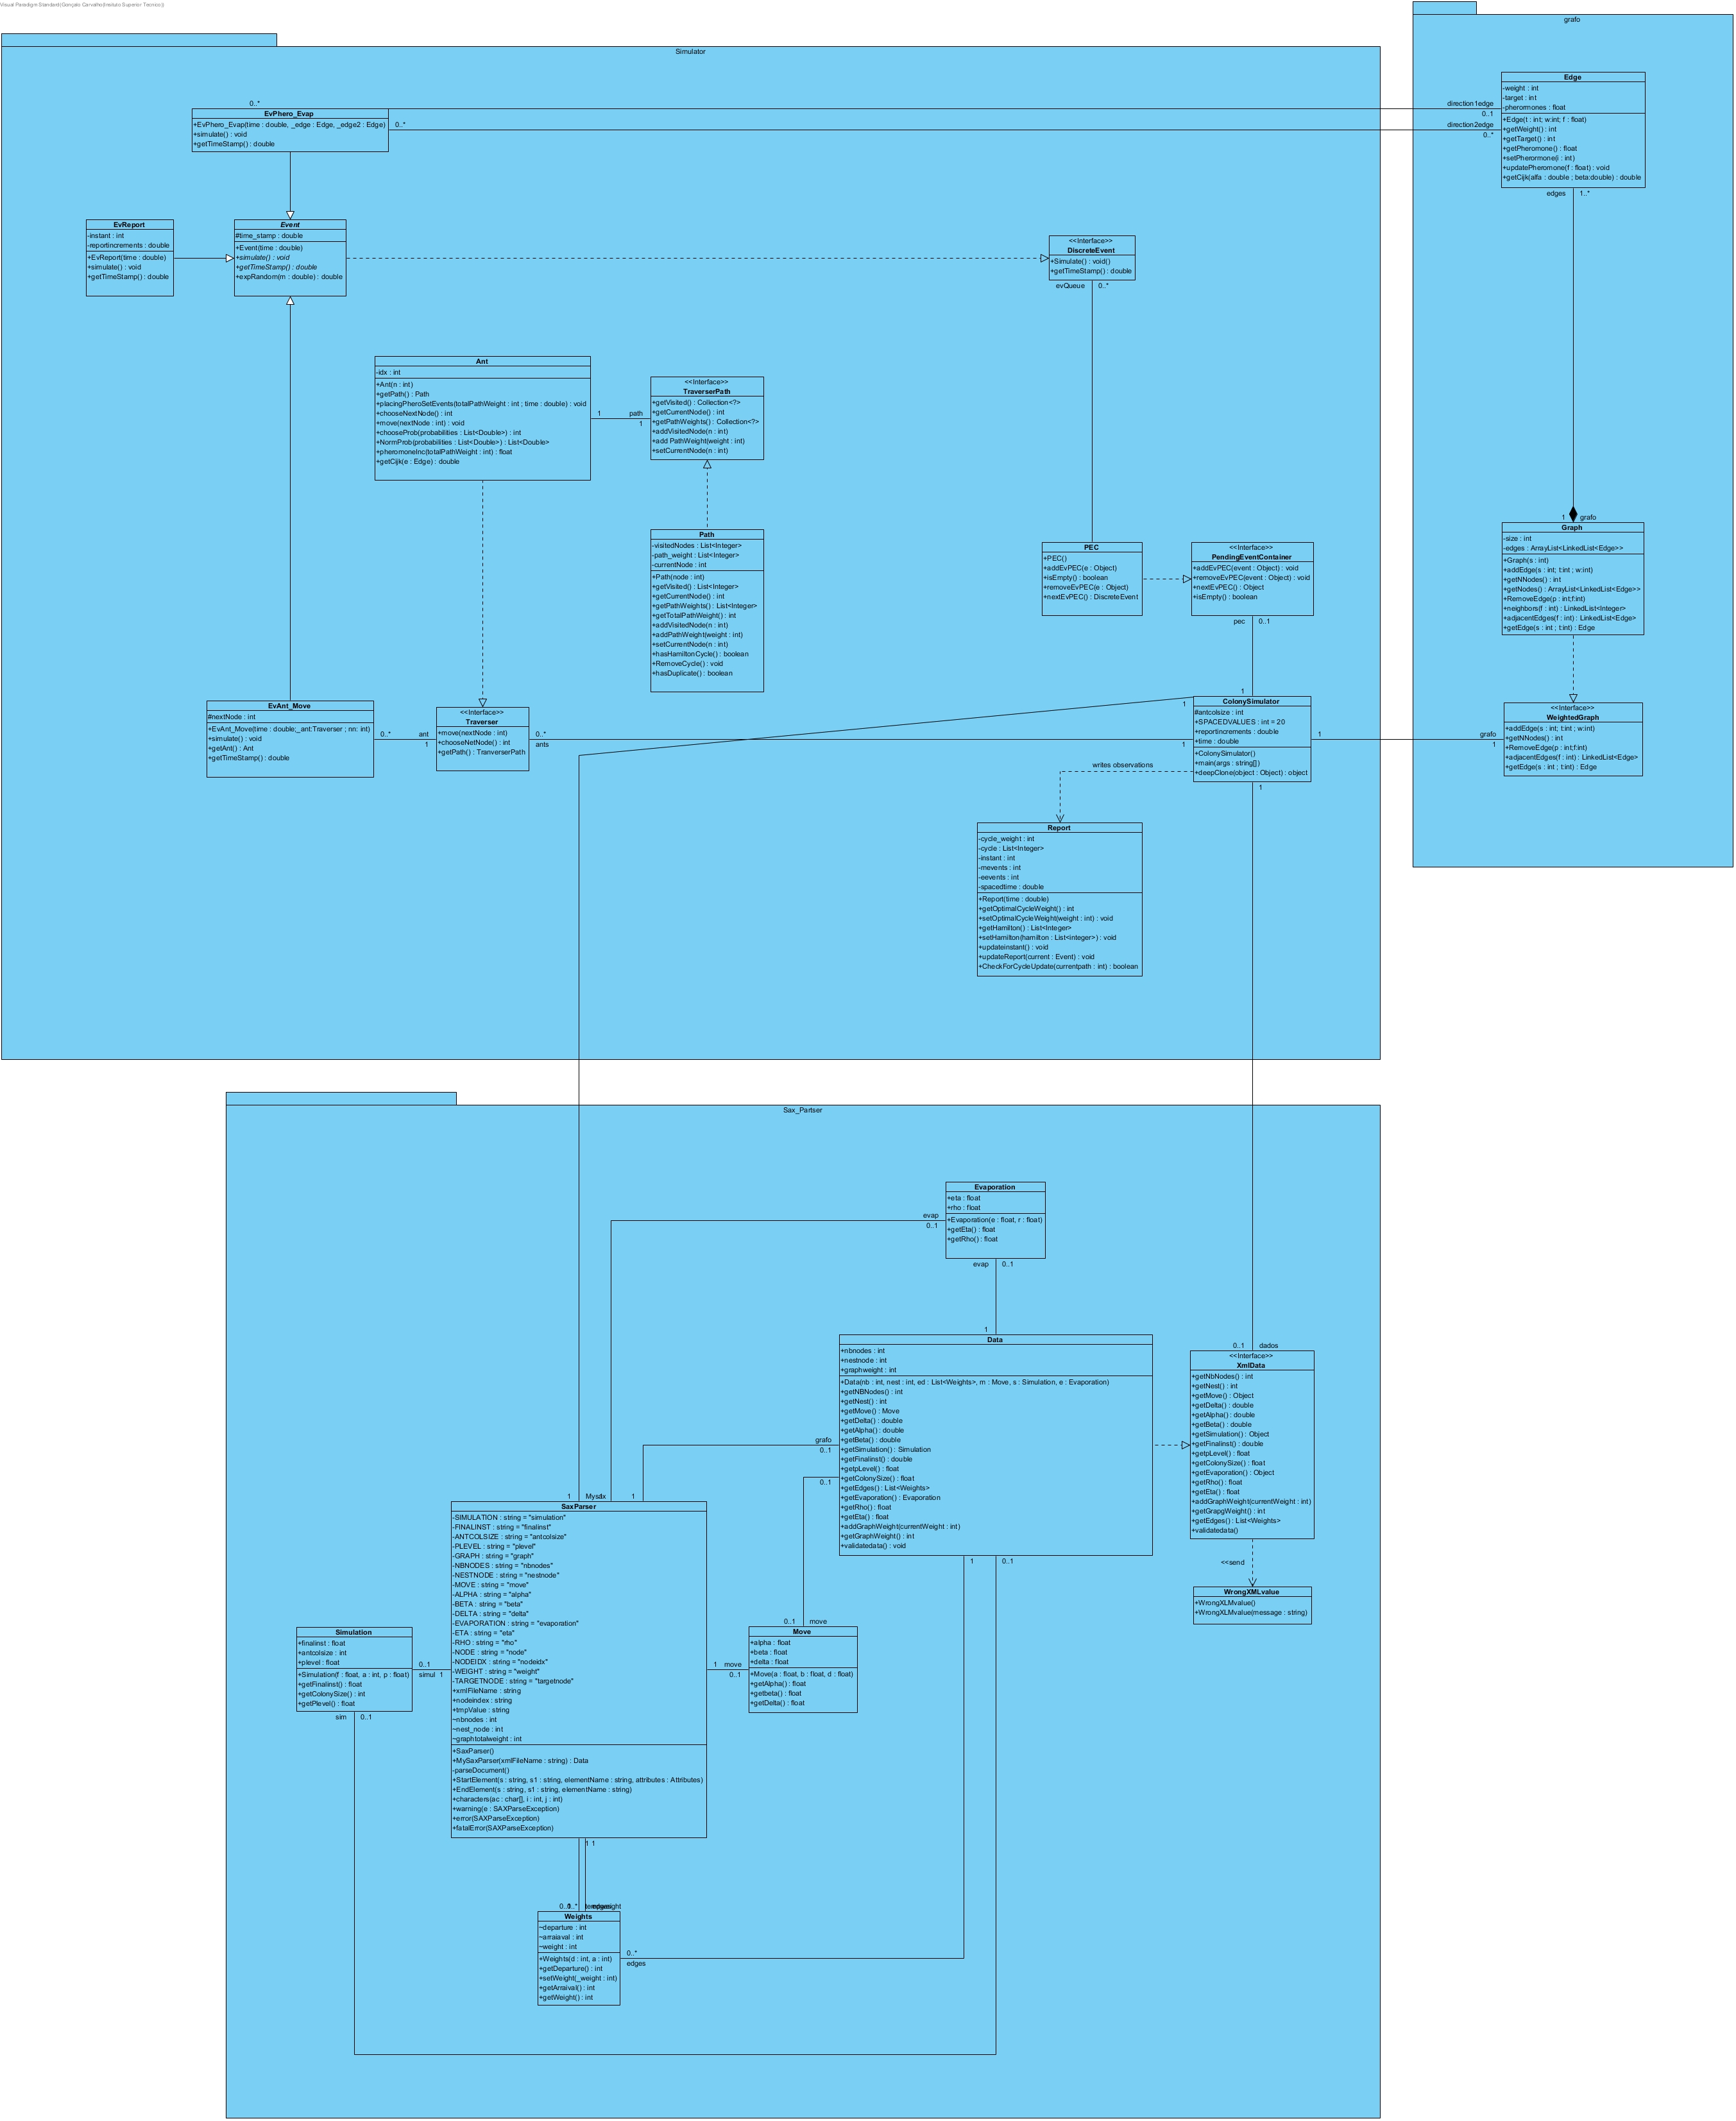 Visual Paradigm Standard(Gonçalo Carvalho(Instituto Superior Tecnico))
grafo
Simulator
Edge
-weight : int
-target : int
-pherormones : float
+Edge(t : int; w:int; f : float)
+getWeight() : int
+getTarget() : int
+getPheromone() : float
+setPherormone(i : int)
+updatePheromone(f : float) : void
+getCijk(alfa : double ; beta:double) : double
edges
1..*
0..*
direction1edge
0..1
0..*
direction2edge
0..*
EvPhero_Evap
+EvPhero_Evap(time : double, _edge : Edge, _edge2 : Edge)
+simulate() : void
+getTimeStamp() : double
EvReport
-instant : int
-reportincrements : double
+EvReport(time : double)
+simulate() : void
+getTimeStamp() : double
Event
#time_stamp : double
+Event(time : double)
+simulate() : void
+getTimeStamp() : double
+expRandom(m : double) : double
<<Interface>>
DiscreteEvent
+Simulate() : void()
+getTimeStamp() : double
evQueue
0..*
Ant
-idx : int
+Ant(n : int)
+getPath() : Path
+placingPheroSetEvents(totalPathWeight : int ; time : double) : void
+chooseNextNode() : int
+move(nextNode : int) : void
+chooseProb(probabilities : List<Double>) : int
+NormProb(probabilities : List<Double>) : List<Double>
+pheromoneInc(totalPathWeight : int) : float
+getCijk(e : Edge) : double
1
path
1
<<Interface>>
TraverserPath
+getVisited() ; Collection<?>
+getCurrentNode() : int
+getPathWeights() : Collection<?>
+addVisitedNode(n : int)
+add PathWeight(weight : int)
+setCurrentNode(n : int)
Path
-visitedNodes : List<Integer>
-path_weight : List<Integer>
-currentNode : int
+Path(node : int)
+getVisited() : List<Integer>
+getCurrentNode() : int
+getPathWeights() : List<Integer>
+getTotalPathWeight() : int
+addVisitedNode(n : int)
+addPathWeight(weight : int)
+setCurrentNode(n : int)
+hasHamiltonCycle() : boolean
+RemoveCycle() : void
+hasDuplicate() : boolean
PEC
+PEC()
+addEvPEC(e : Object)
+isEmpty() : boolean
+removeEvPEC(e : Object)
+nextEvPEC() : DiscreteEvent
<<Interface>>
PendingEventContainer
+addEvPEC(event : Object) : void
+removeEvPEC(event : Object) : void
+nextEvPEC() : Object
+isEmpty() : boolean
pec
0..1
1
1
grafo
Graph
-size : int
-edges : ArrayList<LinkedList<Edge>>
+Graph(s : int)
+addEdge(s : int; t:int ; w:int)
+getNNodes() : int
+getNodes() : ArrayList<LinkedList<Edge>>
+RemoveEdge(p : int;f:int)
+neighbors(f : int) : LinkedList<Integer>
+adjacentEdges(f : int) : LinkedList<Edge>
+getEdge(s : int ; t:int) : Edge
<<Interface>>
WeightedGraph
+addEdge(s : int; t:int ; w:int)
+getNNodes() : int
+RemoveEdge(p : int;f:int)
+adjacentEdges(f : int) : LinkedList<Edge>
+getEdge(s : int ; t:int) : Edge
EvAnt_Move
#nextNode : int
+EvAnt_Move(time : double;_ant:Traverser ; nn: int)
+simulate() : void
+getAnt() : Ant
+getTimeStamp() : double
0..*
ant
1
<<Interface>>
Traverser
+move(nextNode : int)
+chooseNetNode() : int
+getPath() : TranverserPath
0..*
ants
1
1
ColonySimulator
#antcolsize : int
+SPACEDVALUES : int = 20
+reportincrements : double
+time : double
+ColonySimulator()
+main(args : string[])
+deepClone(object : Object) : object
1
grafo
1
1
writes observations
Report
-cycle_weight : int
-cycle : List<Integer>
-instant : int
-mevents : int
-eevents : int
-spacedtime : double
+Report(time : double)
+getOptimalCycleWeight() : int
+setOptimalCycleWeight(weight : int) : void
+getHamilton() : List<Integer>
+setHamilton(hamilton : List<integer>) : void
+updateinstant() : void
+updateReport(current : Event) : void
+CheckForCycleUpdate(currentpath : int) : boolean
Sax_Partser
Evaporation
+eta : float
+rho : float
+Evaporation(e : float, r : float)
+getEta() : float
+getRho() : float
evap
0..1
evap
0..1
1
Data
+nbnodes : int
+nestnode : int
+graphweight : int
+Data(nb : int, nest : int, ed : List<Weights>, m : Move, s : Simulation, e : Evaporation)
+getNBNodes() : int
+getNest() : int
+getMove() : Move
+getDelta() : double
+getAlpha() : double
+getBeta() : double
+getSimulation() : Simulation
+getFinalinst() : double
+getpLevel() : float
+getColonySize() : float
+getEdges() : List<Weights>
+getEvaporation() : Evaporation
+getRho() : float
+getEta() : float
+addGraphWeight(currentWeight : int)
+getGraphWeight() : int
+validatedata() : void
grafo
0..1
0..1
1
0..1
0..1
dados
<<Interface>>
XmlData
+getNbNodes() : int
+getNest() : int
+getMove() : Object
+getDelta() : double
+getAlpha() : double
+getBeta() : double
+getSimulation() : Object
+getFinalinst() : double
+getpLevel() : float
+getColonySize() : float
+getEvaporation() : Object
+getRho() : float
+getEta() : float
+addGraphWeight(currentWeight : int)
+getGrapgWeight() : int
+getEdges() : List<Weights>
+validatedata()
<<send
WrongXMLvalue
+WrongXLMvalue()
+WrongXLMvalue(message : string)
1
1
SaxParser
-SIMULATION : string = "simulation"
-FINALINST : string = "finalinst"
-ANTCOLSIZE : string = "antcolsize"
-PLEVEL : string = "plevel"
-GRAPH : string = "graph"
-NBNODES : string = "nbnodes"
-NESTNODE : string = "nestnode"
-MOVE : string = "move"
-ALPHA : string = "alpha"
-BETA : string = "beta"
-DELTA : string = "delta"
-EVAPORATION : string = "evaporation"
-ETA : string = "eta"
-RHO : string = "rho"
-NODE : string = "node"
-NODEIDX : string = "nodeidx"
-WEIGHT : string = "weight"
-TARGETNODE : string = "targetnode"
+xmlFileName : string
+nodeindex : string
+tmpValue : string
~nbnodes : int
~nest_node : int
~graphtotalweight : int
+SaxParser()
+MySaxParser(xmlFileName : string) : Data
-parseDocument()
+StartElement(s : string, s1 : string, elementName : string, attributes : Attributes)
+EndElement(s : string, s1 : string, elementName : string)
+characters(ac : char[], i : int, j : int)
+warning(e : SAXParseException)
+error(SAXParseException)
+fatalError(SAXParseException)
Simulation
+finalinst : float
+antcolsize : int
+plevel : float
+Simulation(f : float, a : int, p : float)
+getFinalinst() : float
+getColonySize() : int
+getPlevel() : float
0..1
simul
1
sim
0..1
1
move
0..1
0..1
move
Move
+alpha : float
+beta : float
+delta : float
+Move(a : float, b : float, d : float)
+getAlpha() : float
+getbeta() : float
+getDelta() : float
1
1
Weights
~departure : int
~arraiaval : int
~weight : int
+Weights(d : int, a : int)
+getDeparture() : int
+setWeight(_weight : int)
+getArraival() : int
+getWeight() : int
0..*
edges